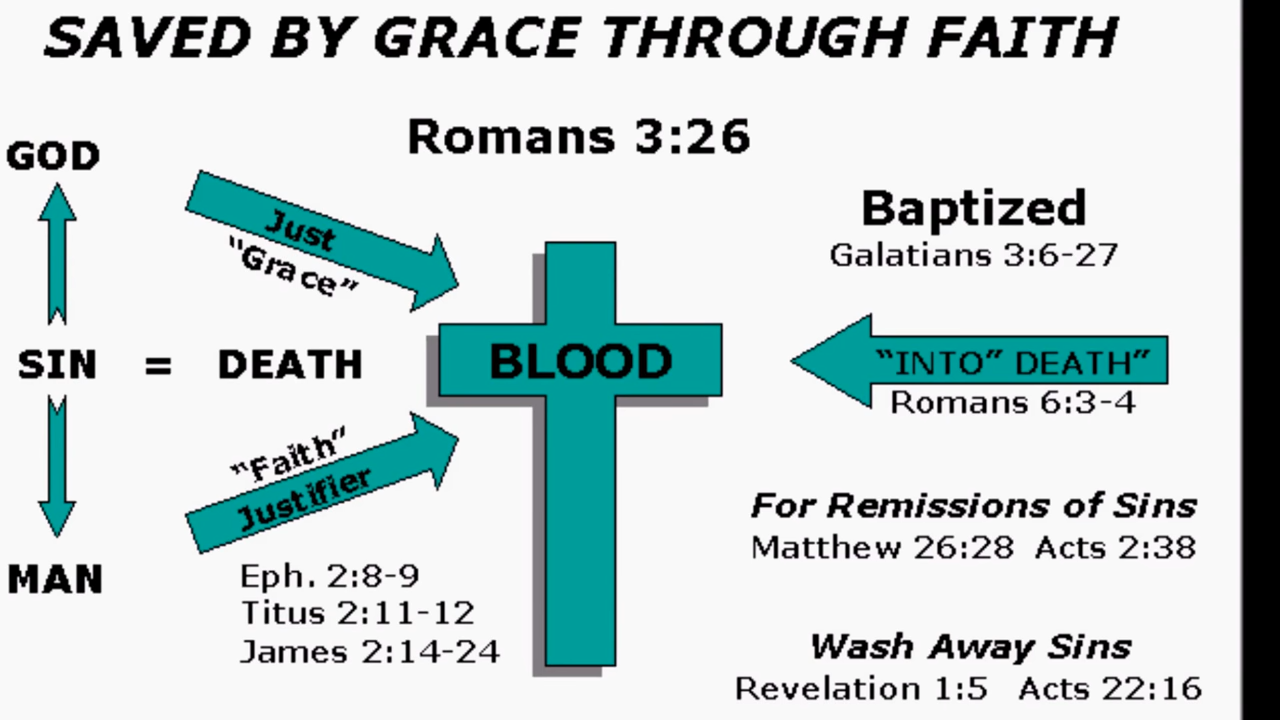 SAVED BY GRACE THROUGH FAITH
Romans 3:26
GOD
Just
"Grace"
Baptized
Galatians 3:6-27
SIN = DEATH
BLOOD
"INTO" DEATH"
Romans 6:3-4
"Faith"
Justifier
MAN
Eph. 2:8-9
Titus 2:11-12
James 2:14-24
For Remissions of Sins
Matthew 26:28 Acts 2:38
Wash Away Sins
Revelation 1:5 Acts 22:16